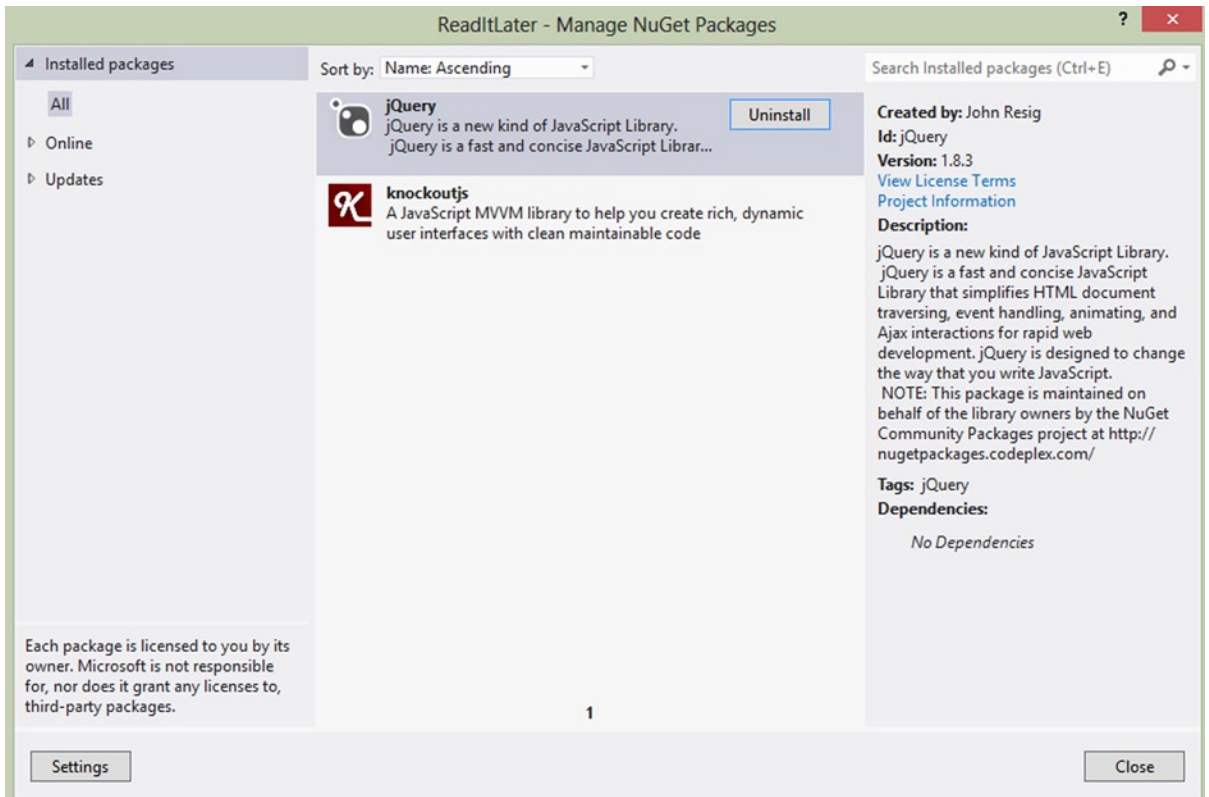 ReadItLater - Manage NuGet Packages
?
Installed packages
All
Online
Updates
Each package is licensed to you by its
owner. Microsoft is not responsible
for, nor does it grant any licenses to,
third-party packages.
Sort by: Name: Ascending
jQuery
jQuery is a new kind of JavaScript Library.
jQuery is a fast and concise JavaScript Librar...
Uninstall
knockoutjs
A JavaScript MVVM library to help you create rich, dynamic
user interfaces with clean maintainable code
1
Search Installed packages (Ctrl+E)
Created by: John Resig
Id: jQuery
Version: 1.8.3
View License Terms
Project Information
Description:
jQuery is a new kind of JavaScript Library.
jQuery is a fast and concise JavaScript
Library that simplifies HTML document
traversing, event handling, animating, and
Ajax interactions for rapid web
development. jQuery is designed to change
the way that you write JavaScript.
NOTE: This package is maintained on
behalf of the library owners by the NuGet
Community Packages project at http://
nugetpackages.codeplex.com/
Tags: jQuery
Dependencies:
No Dependencies
Settings
Close